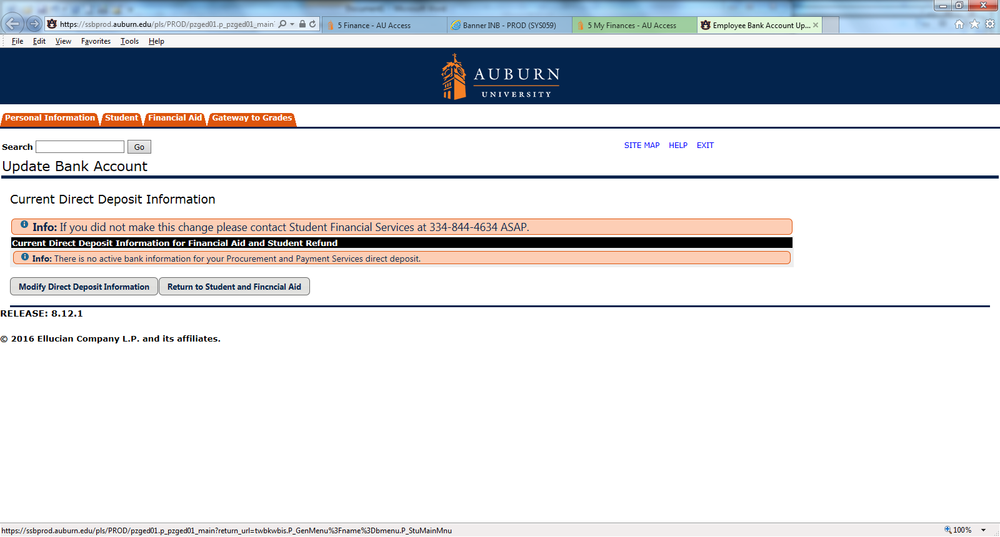 https://ssbprod.auburn.edu/pls/PROD/pzged01.p_pzged01_main?
5 Finance - AU Access
Banner INB - PROD (SYS059)
5 My Finances - AU Access
Employee Bank Account Up...
File Edit View Favorites Tools Help
AUBURN
UNIVERSITY
Personal Information Student Financial Aid Gateway to Grades
Search Go
SITE MAP HELP EXIT
Update Bank Account
Current Direct Deposit Information
Info: If you did not make this change please contact Student Financial Services at 334-844-4634 ASAP.
Current Direct Deposit Information for Financial Aid and Student Refund
Info: There is no active bank information for your Procurement and Payment Services direct deposit.
Modify Direct Deposit Information Return to Student and Fincncial Aid
RELEASE: 8.12.1
© 2016 Ellucian Company L.P. and its affiliates.
https://ssbprod.auburn.edu/pls/PROD/pzged01.p_pzged01_main?return_url=twbkwbis.P_GenMenu%3Fname%3Dbmenu.P_StuMainMnu
100%